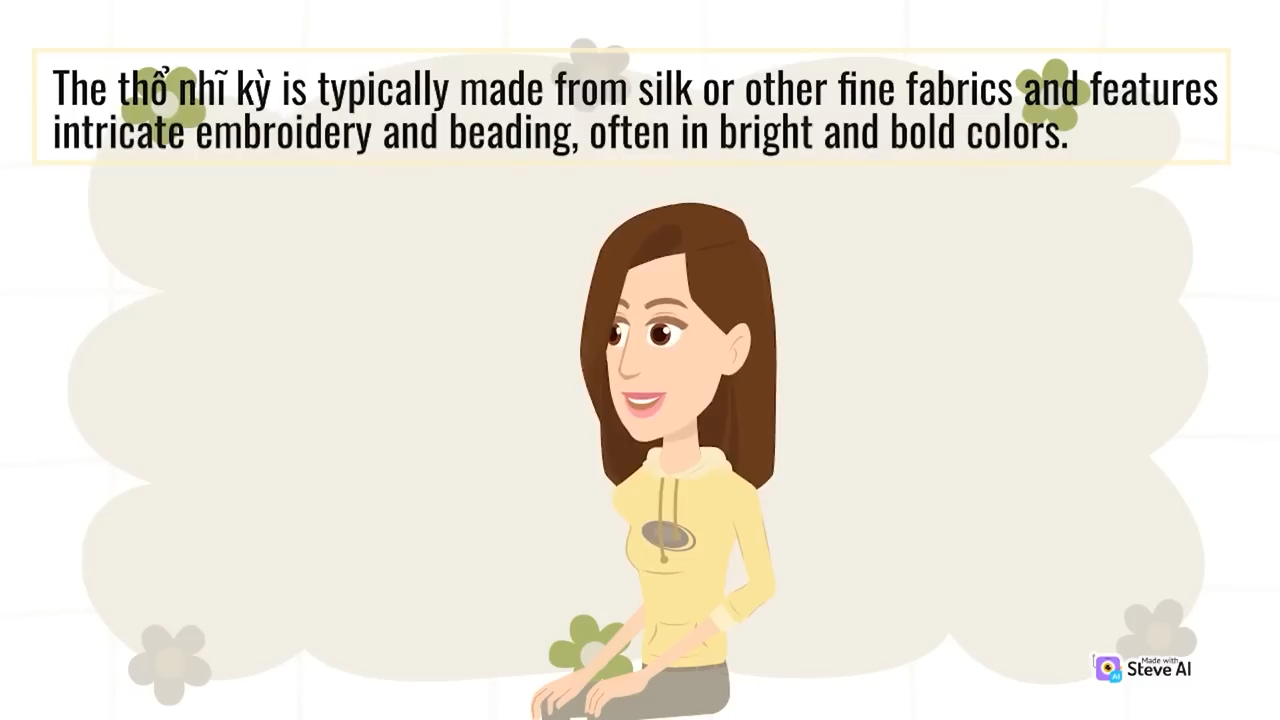 The thổ nhĩ kỳ is typically made from silk or other fine fabrics and features
intricate embroidery and beading, often in bright and bold colors.
Made with
Steve AI
AI